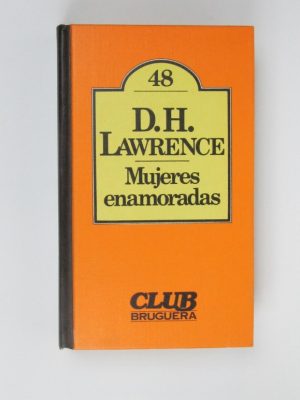 48
D.H.
LAWRENCE
Mujeres
enamoradas
CLUB
BRUGUERA